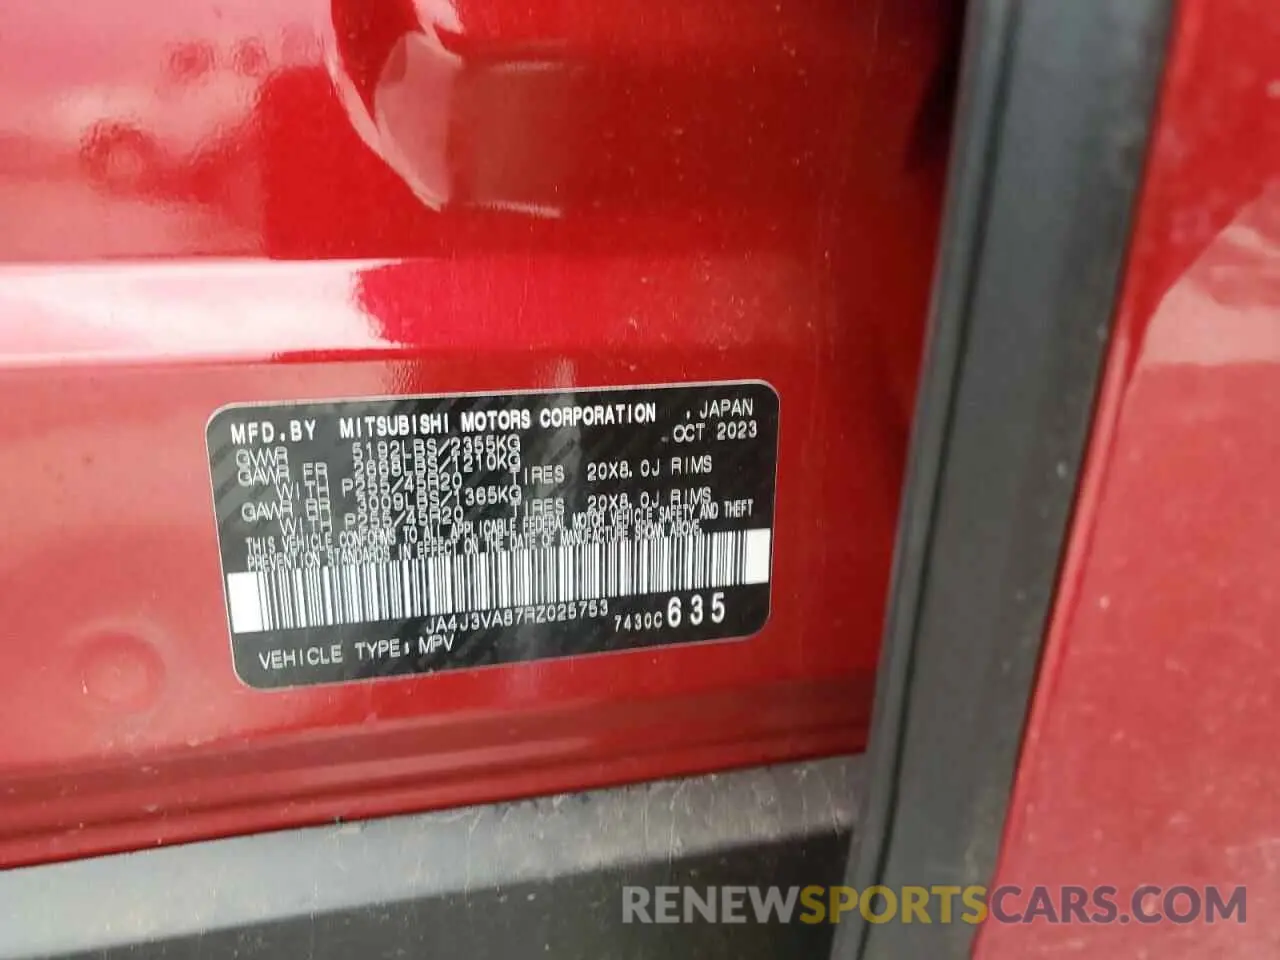 MFD.BY MITSUBISHI MOTORS CORPORATION , JAPAN
OCT 2023
GVWR 5192LBS/2355KG
GAWR FR 2668LBS/1210KG
WITH P255/45R20 TIRES 20X8.0J RIMS
GAWR RR 3009LBS/1365KG
WITH P255/45R20 TIRES 20X8.0J RIMS
THIS VEHICLE CONFORMS TO ALL APPLICABLE FEDERAL MOTOR VEHICLE SAFETY AND THEFT
PREVENTION STANDARDS IN EFFECT ON THE DATE OF MANUFACTURE SHOWN ABOVE.
JA4J3VA87RZ025753 7430C 635
VEHICLE TYPE: MPV
RENEWSPORTSCARS.COM